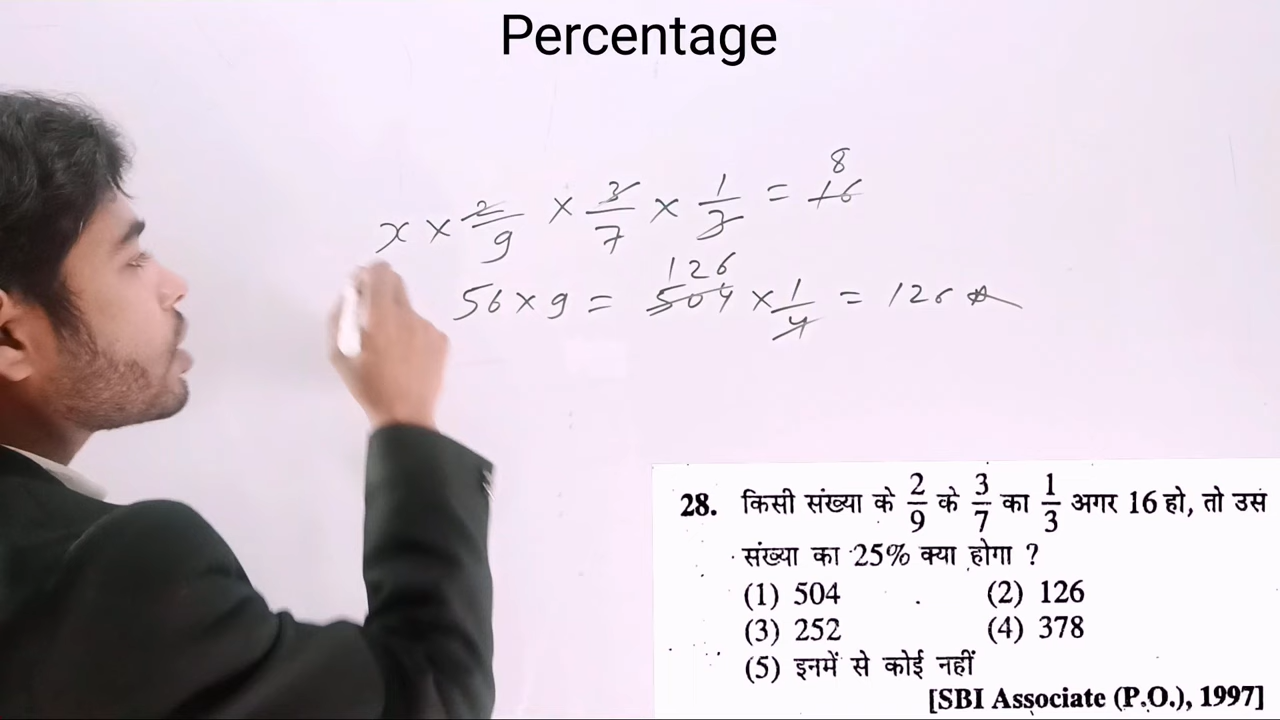 Percentage
8
x × 2/9 × 3/7 × 1/3 = 16
126
56 × 9 = 504 × 1/4 = 126
28. किसी संख्या के 2/9 के 3/7 का 1/3 अगर 16 हो, तो उस
संख्या का 25% क्या होगा ?
(1) 504 (2) 126
(3) 252 (4) 378
(5) इनमें से कोई नहीं
[SBI Associate (P.O.), 1997]